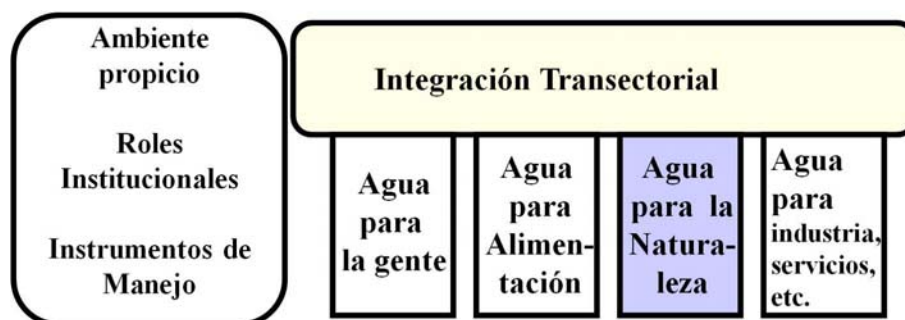 Ambiente
propicio
Roles
Institucionales
Instrumentos de
Manejo
Integración Transectorial
Agua
para
la gente
Agua
para
Alimen-
tación
Agua
para la
Natura-
leza
Agua
para
industria,
servicios,
etc.